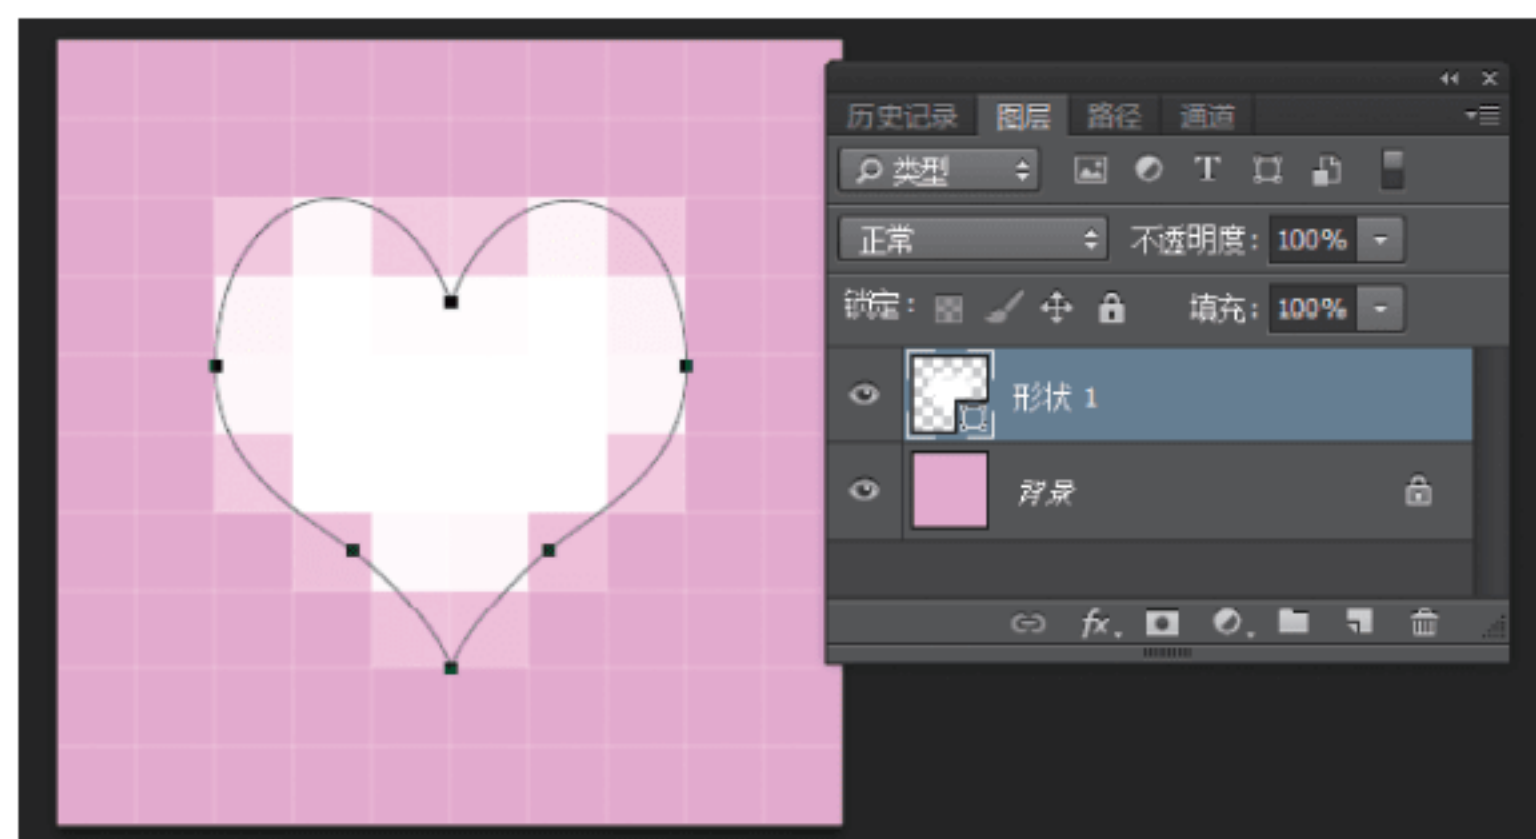 历史记录 图层 路径 通道
类型 T
正常 不透明度: 100%
锁定: 填充: 100%
形状 1
背景
fx.